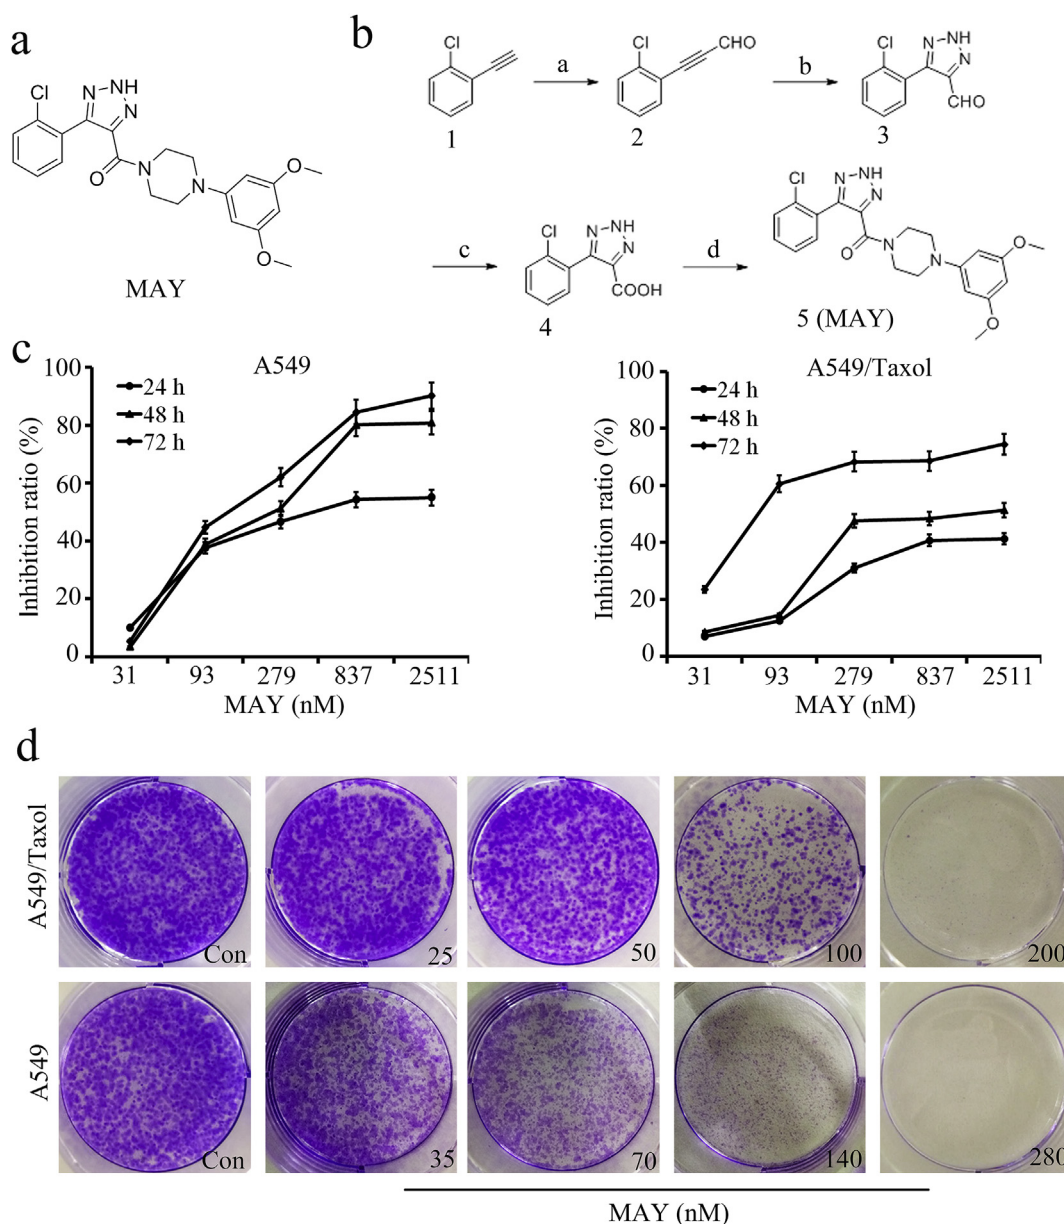 a
Cl
N
NH
N
O
N
N
O
O
MAY
b
Cl
1
a
Cl
CHO
2
b
Cl
N
NH
N
CHO
3
c
Cl
N
NH
N
COOH
4
d
Cl
N
NH
N
O
N
N
O
O
5 (MAY)
c
A549
24 h
48 h
72 h
Inhibition ratio (%)
100
80
60
40
20
0
31 93 279 837 2511
MAY (nM)
A549/Taxol
24 h
48 h
72 h
Inhibition ratio (%)
100
80
60
40
20
0
31 93 279 837 2511
MAY (nM)
d
A549/Taxol
Con 25 50 100 200
A549
Con 35 70 140 280
MAY (nM)